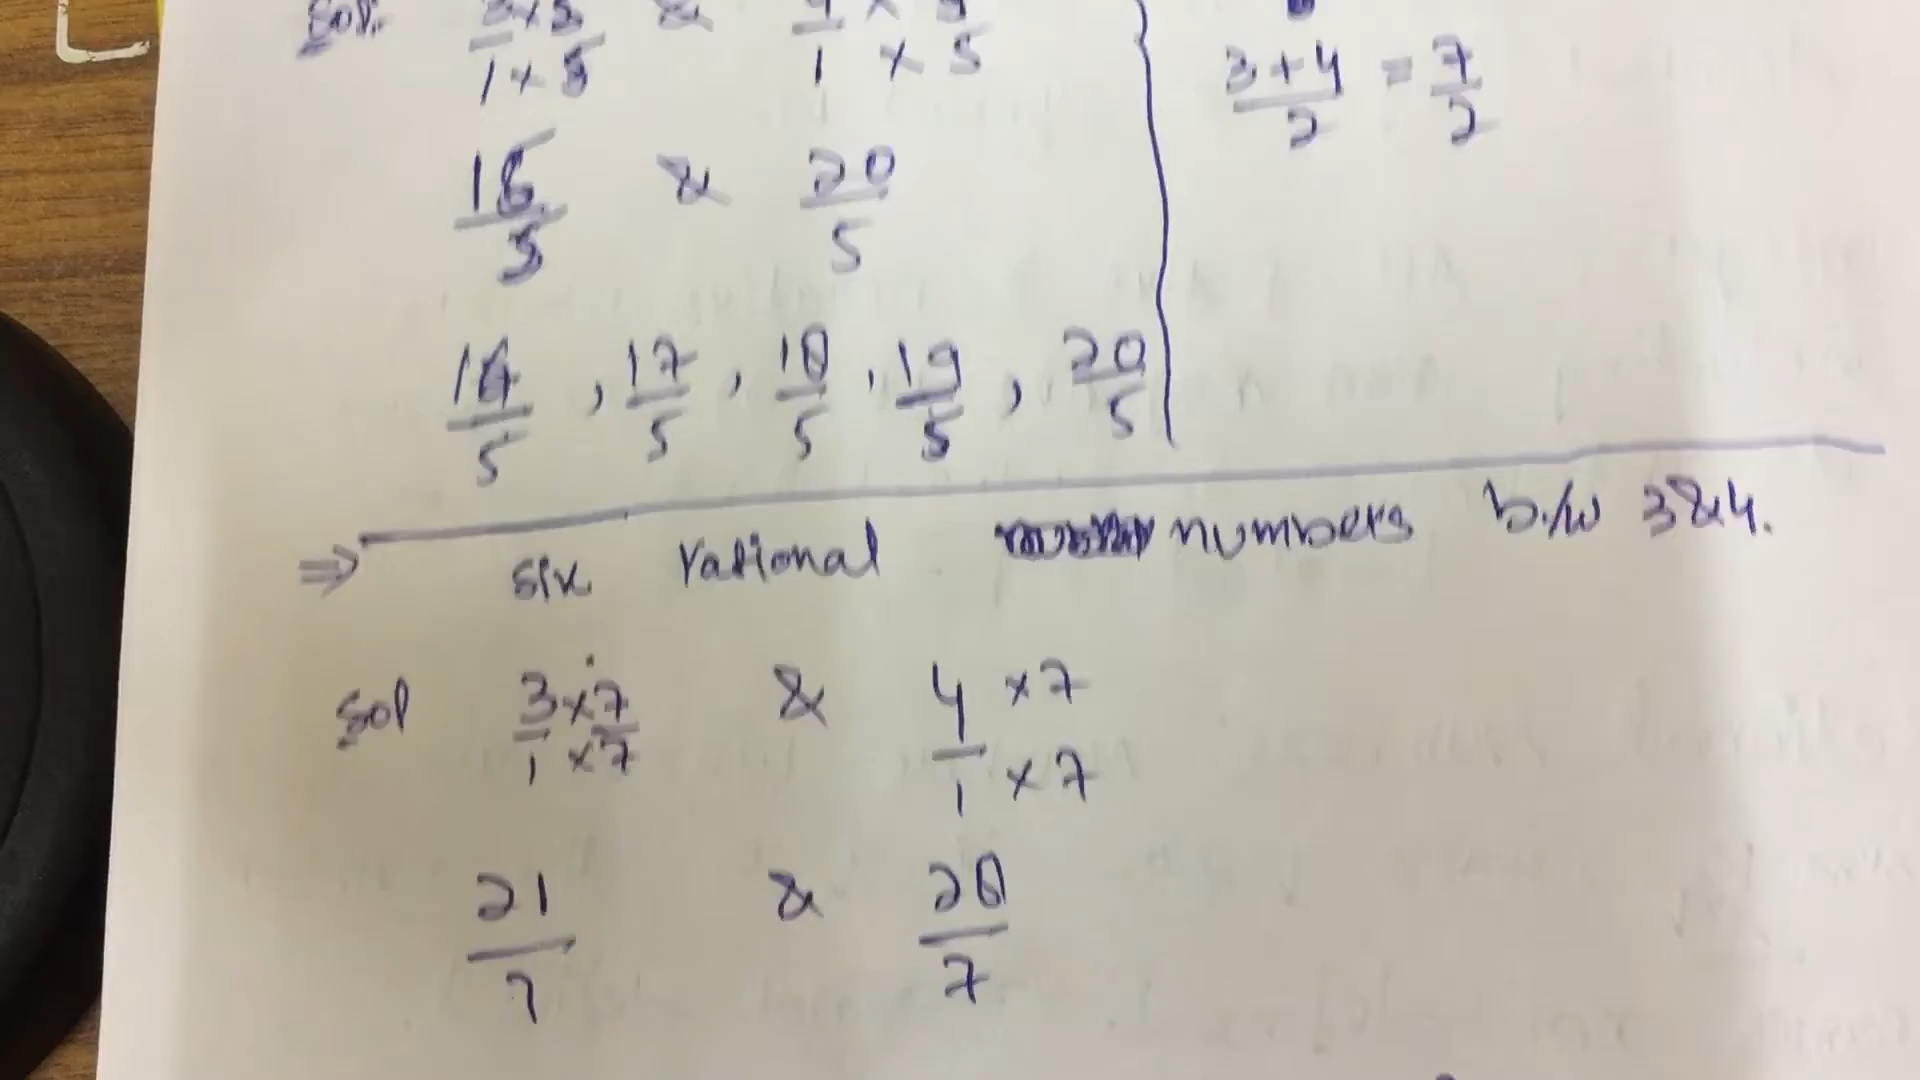 Sol. 3×5/1×5 & 4×5/1×5
3+4/2 = 7/2
15/5 & 20/5
16/5 , 17/5 , 18/5 , 19/5 , 20/5
⇒ six rational numbers b/w 3&4.
Sol 3×7/1×7 & 4×7/1×7
21/7 & 28/7